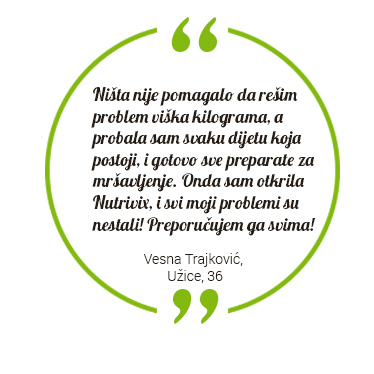 Ništa nije pomagalo da rešim
problem viška kilograma, a
probala sam svaku dijetu koja
postoji, i gotovo sve preparate za
mršavljenje. Onda sam otkrila
Nutrivix, i svi moji problemi su
nestali! Preporučujem ga svima!
Vesna Trajković,
Užice, 36